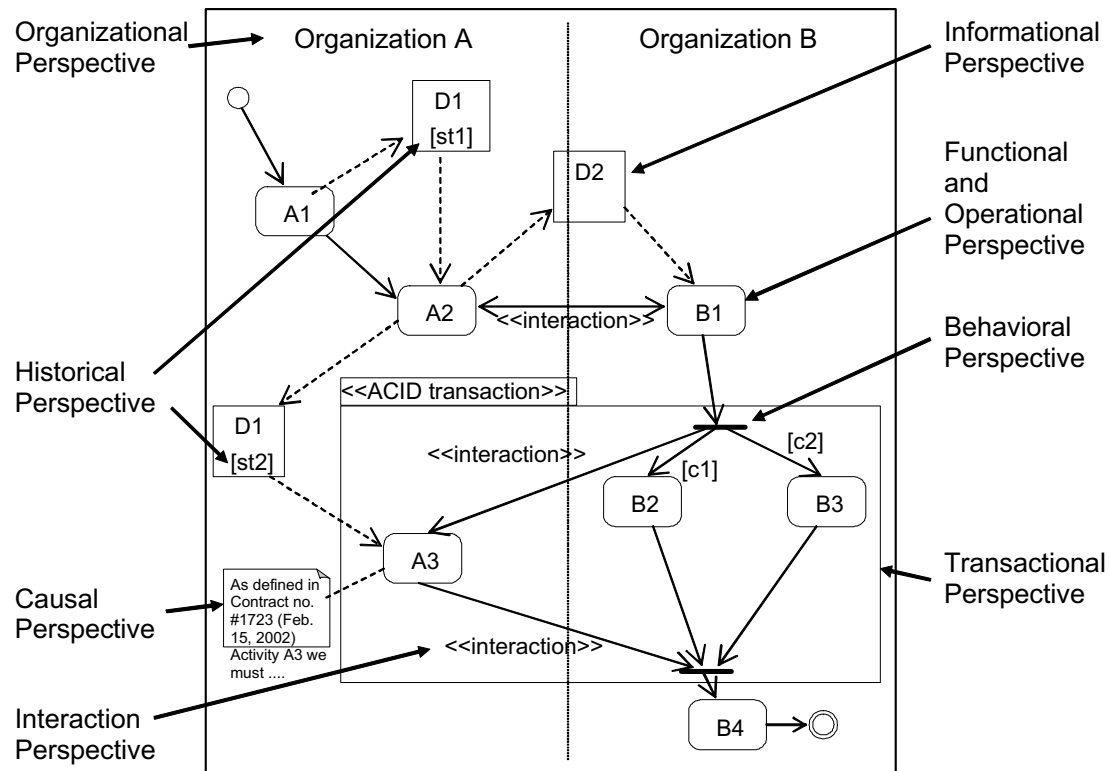 Organizational
Perspective
Organization A
Organization B
Informational
Perspective
D1
[st1]
D2
Functional
and
Operational
Perspective
A1
A2
<<interaction>>
B1
Behavioral
Perspective
Historical
Perspective
<<ACID transaction>>
D1
[st2]
<<interaction>>
[c1]
[c2]
B2
B3
A3
Transactional
Perspective
Causal
Perspective
As defined in
Contract no.
#1723 (Feb.
15, 2002)
Activity A3 we
must ....
<<interaction>>
Interaction
Perspective
B4